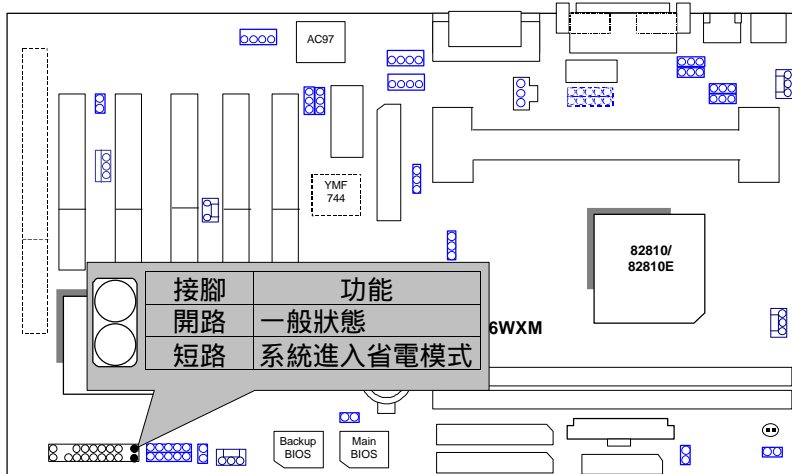 AC97
YMF
744
82810/
82810E
接腳 功能
開路 一般狀態
短路 系統進入省電模式
6WXM
Backup
BIOS
Main
BIOS